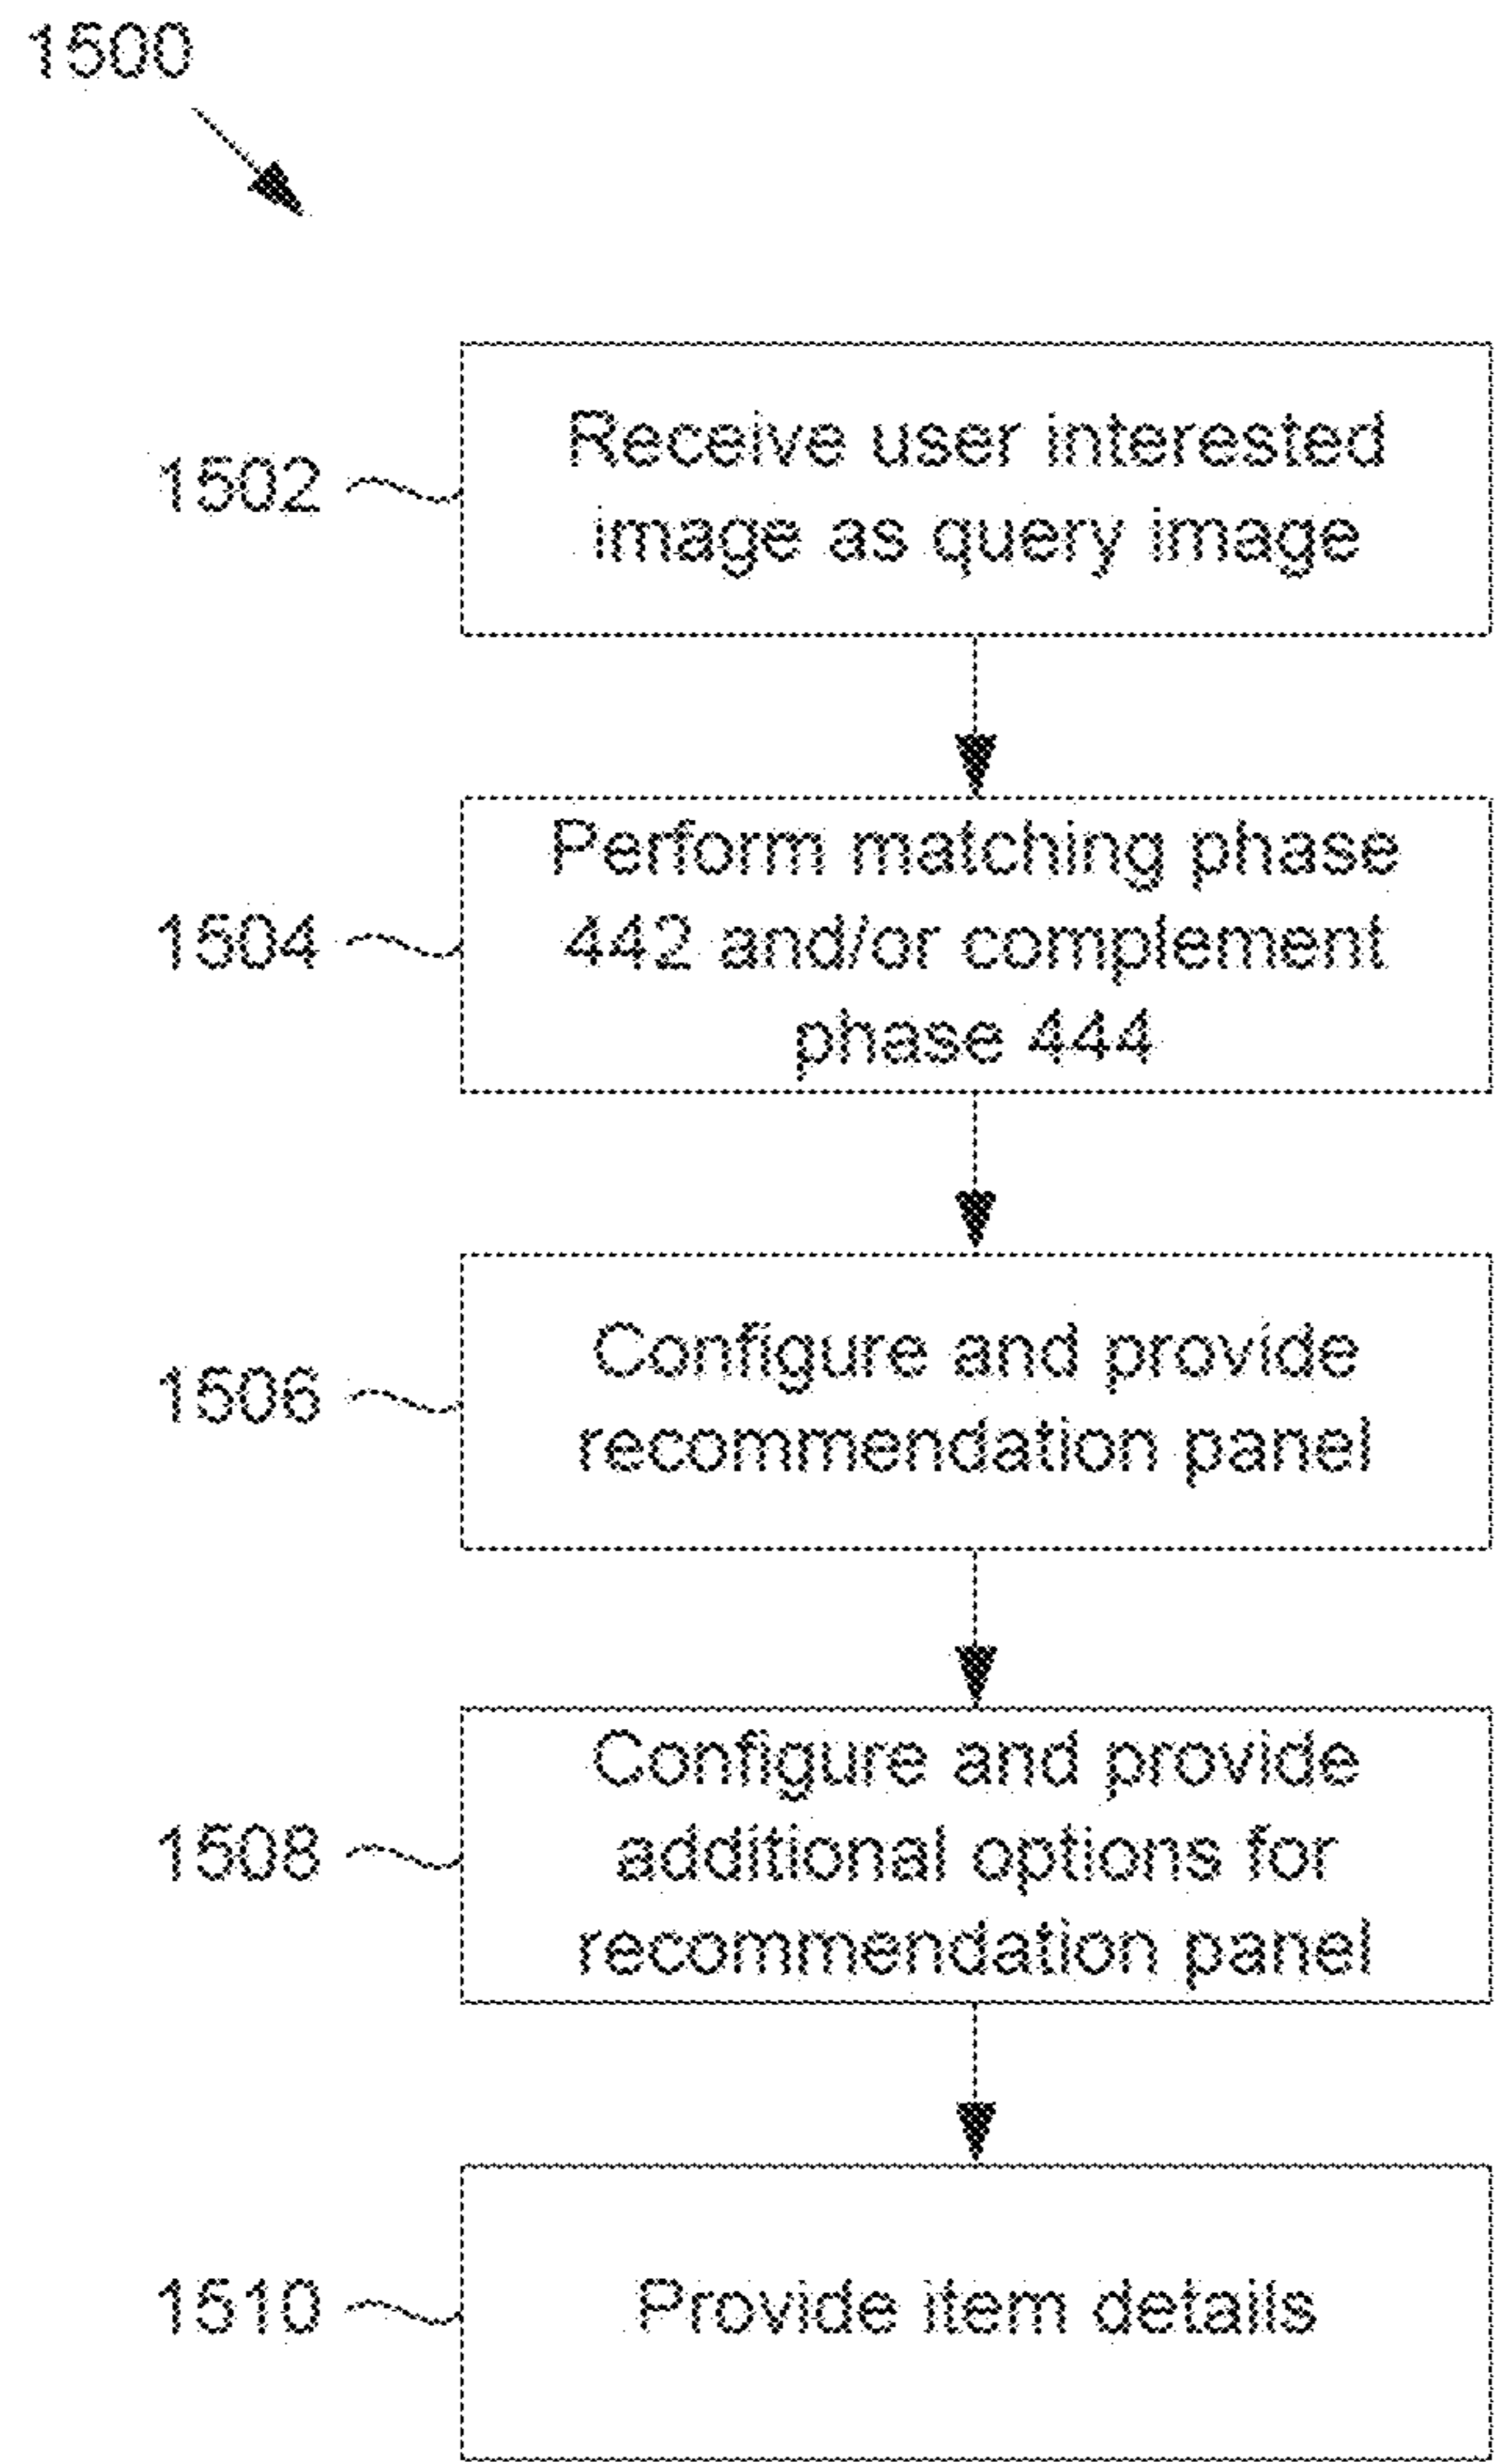 1500
1502
Receive user interested
image as query image
1504
Perform matching phase
442 and/or complement
phase 444
1506
Configure and provide
recommendation panel
1508
Configure and provide
additional options for
recommendation panel
1510
Provide item details